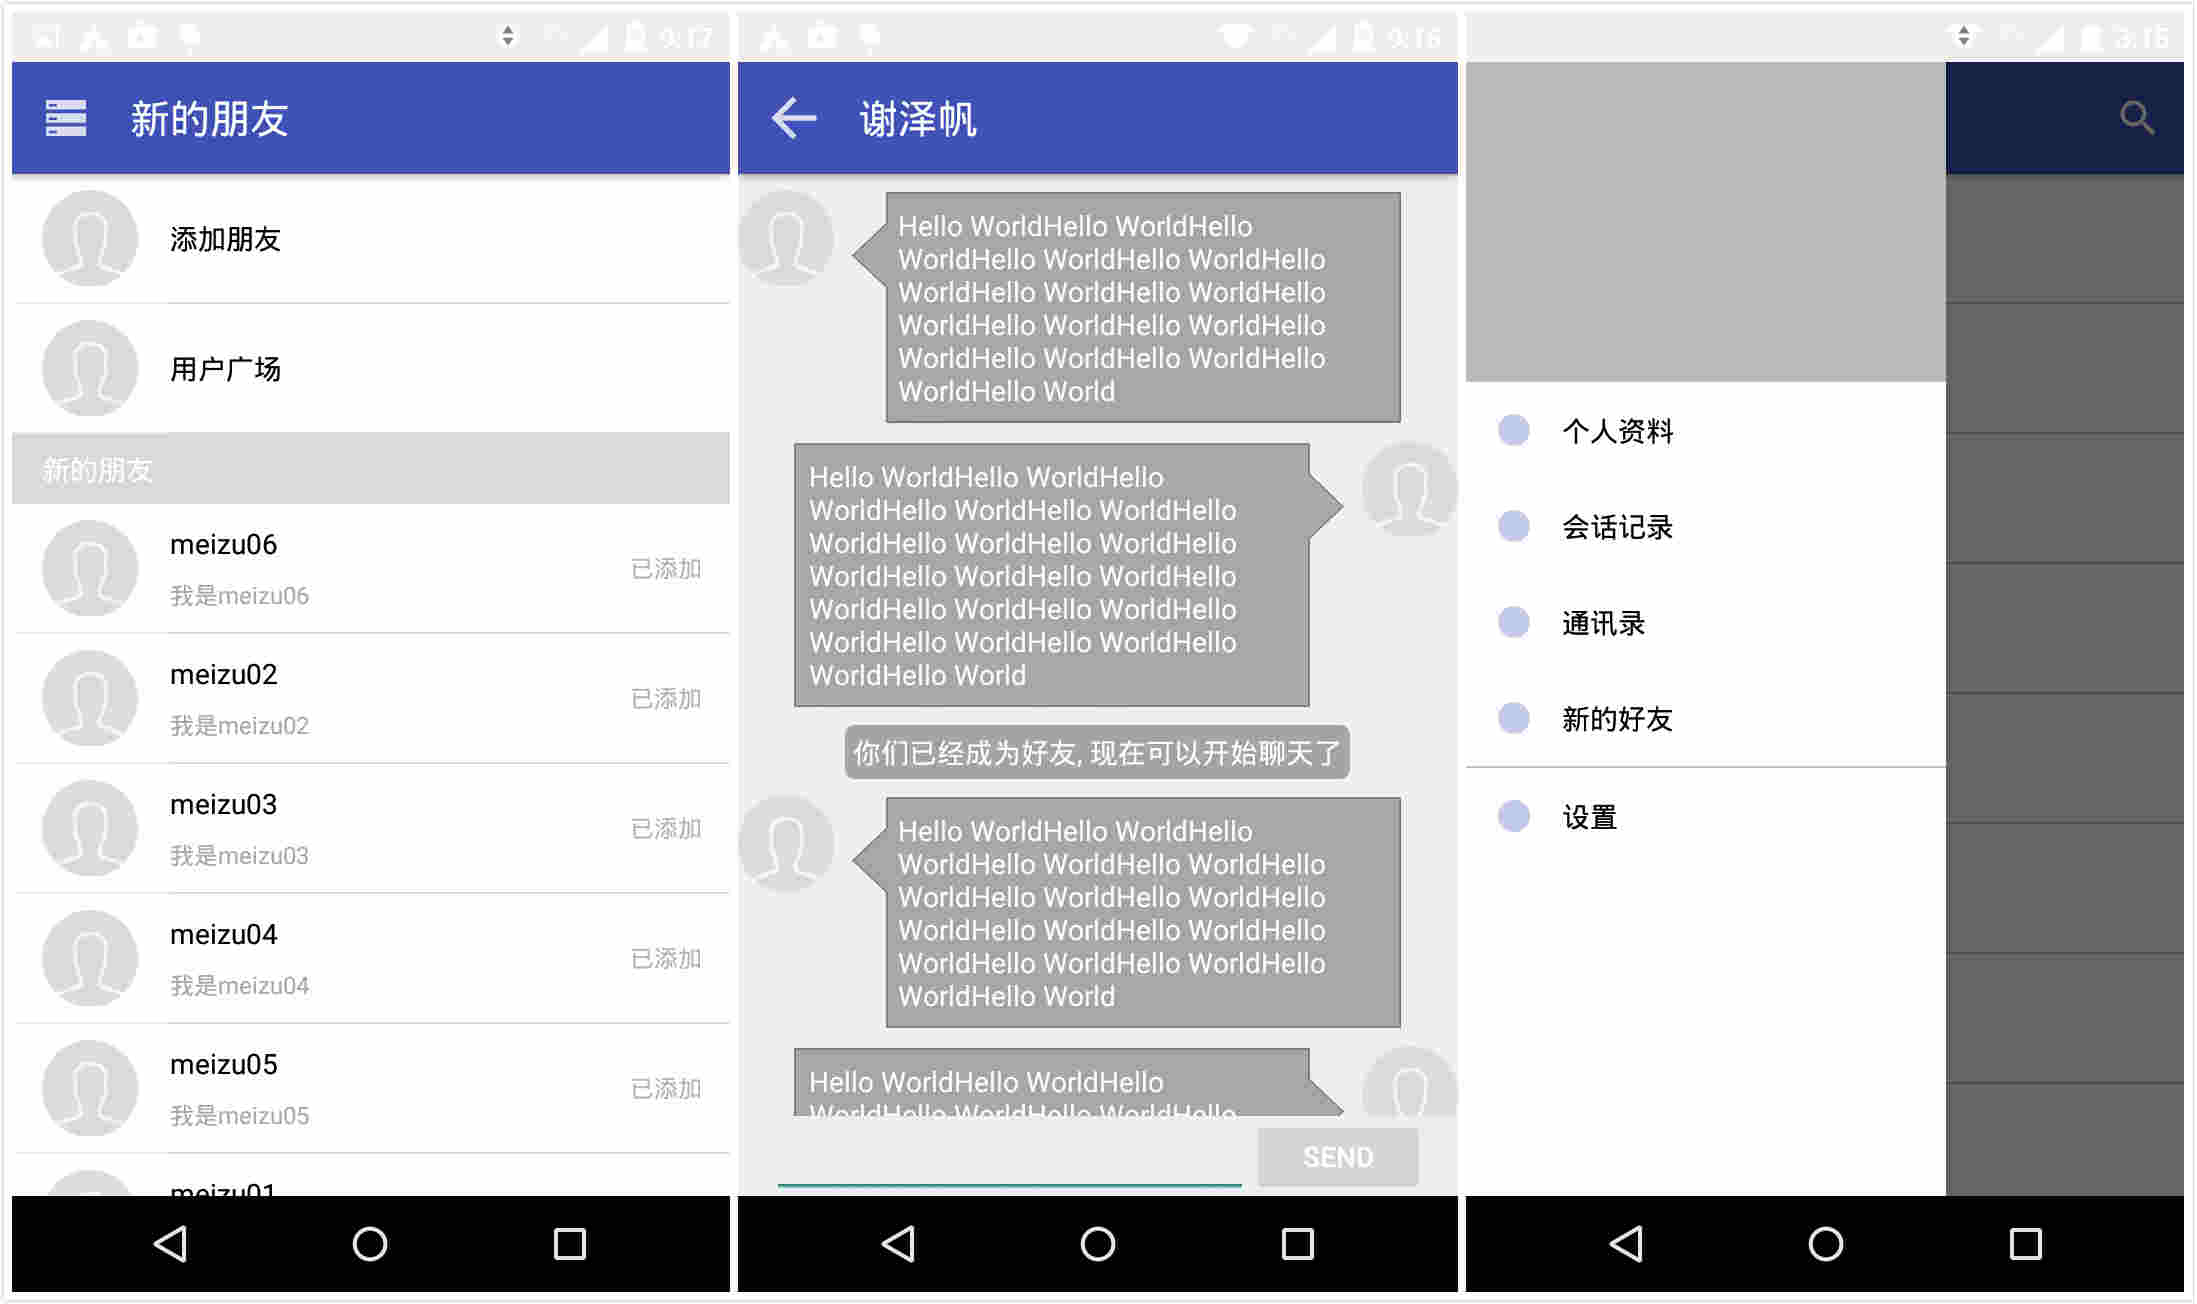 9:17
新的朋友
添加朋友
用户广场
新的朋友
meizu06
我是meizu06
已添加
meizu02
我是meizu02
已添加
meizu03
我是meizu03
已添加
meizu04
我是meizu04
已添加
meizu05
我是meizu05
已添加
meizu01
9:16
谢泽帆
Hello WorldHello WorldHello
WorldHello WorldHello WorldHello
WorldHello WorldHello WorldHello
WorldHello WorldHello WorldHello
WorldHello WorldHello WorldHello
WorldHello World
Hello WorldHello WorldHello
WorldHello WorldHello WorldHello
WorldHello WorldHello WorldHello
WorldHello WorldHello WorldHello
WorldHello WorldHello WorldHello
WorldHello WorldHello WorldHello
WorldHello World
你们已经成为好友, 现在可以开始聊天了
Hello WorldHello WorldHello
WorldHello WorldHello WorldHello
WorldHello WorldHello WorldHello
WorldHello WorldHello WorldHello
WorldHello WorldHello WorldHello
WorldHello World
Hello WorldHello WorldHello
WorldHello WorldHello WorldHello
SEND
个人资料
会话记录
通讯录
新的好友
设置